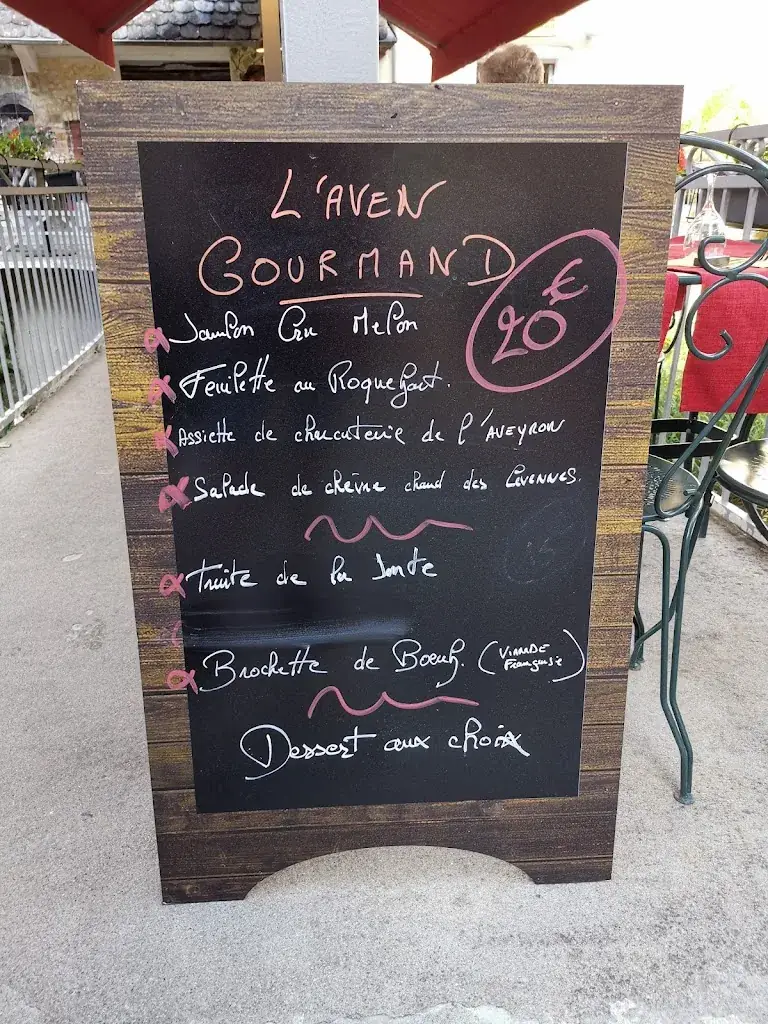 L'AVEN
GOURMAND
20 €
Jambon Cru Melon
Feuillette au Roquefort.
Assiette de charcuterie de l'AVEYRON
Salade de chèvre chaud des CEVENNES.
Truite de la Jonte
Brochette de Boeuf. (VIANDE Française)
Dessert aux choix